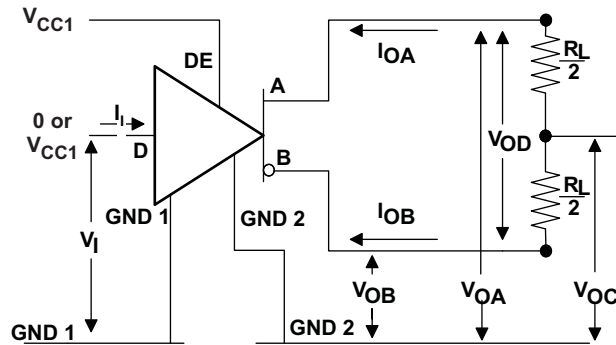 VCC1
DE
A
IOA
RL
2
0 or
VCC1
II
D
B
VOD
RL
2
GND 1
GND 2
IOB
VI
VOB
VOA
VOC
GND 1
GND 2